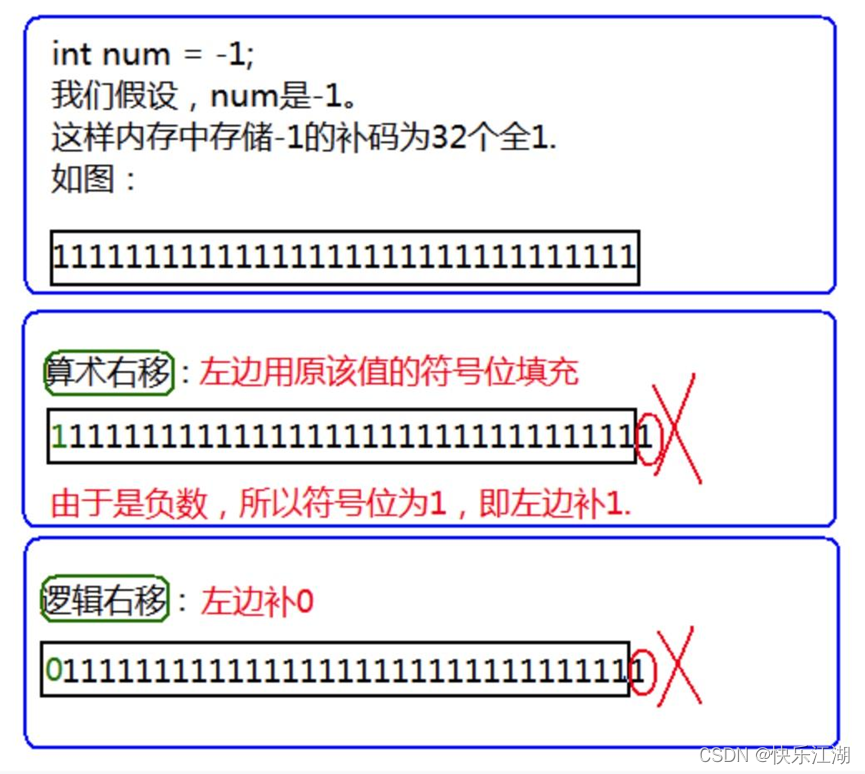 int num = -1;
我们假设，num是-1。
这样内存中存储-1的补码为32个全1.
如图：
11111111111111111111111111111111
算术右移：左边用原该值的符号位填充
111111111111111111111111111111111
由于是负数，所以符号位为1，即左边补1.
逻辑右移：左边补0
011111111111111111111111111111111
CSDN @快乐江湖